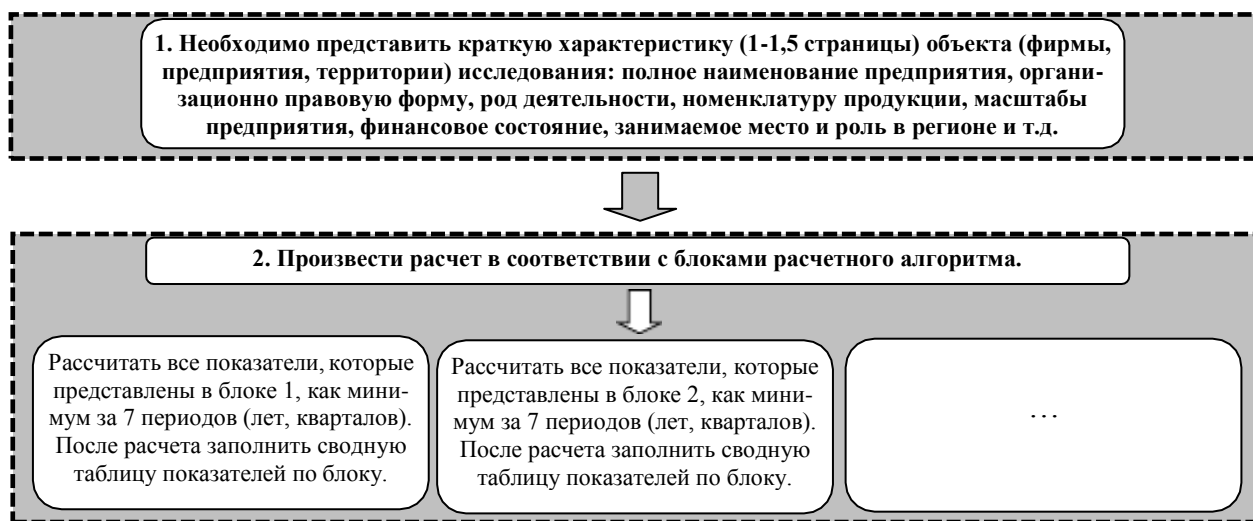 1. Необходимо представить краткую характеристику (1-1,5 страницы) объекта (фирмы,
предприятия, территории) исследования: полное наименование предприятия, органи-
зационно правовую форму, род деятельности, номенклатуру продукции, масштабы
предприятия, финансовое состояние, занимаемое место и роль в регионе и т.д.
2. Произвести расчет в соответствии с блоками расчетного алгоритма.
Рассчитать все показатели, которые
представлены в блоке 1, как мини-
мум за 7 периодов (лет, кварталов).
После расчета заполнить сводную
таблицу показателей по блоку.
Рассчитать все показатели, которые
представлены в блоке 2, как мини-
мум за 7 периодов (лет, кварталов).
После расчета заполнить сводную
таблицу показателей по блоку.
…